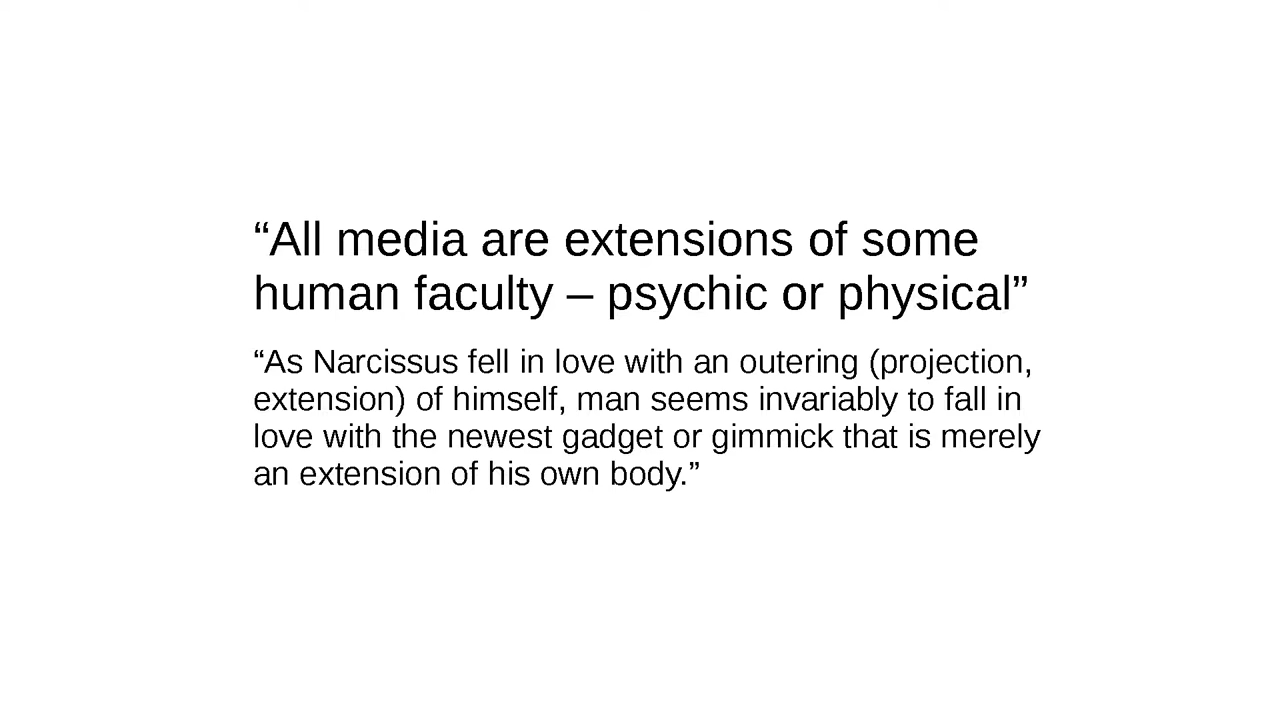 “All media are extensions of some
human faculty – psychic or physical”
“As Narcissus fell in love with an outering (projection,
extension) of himself, man seems invariably to fall in
love with the newest gadget or gimmick that is merely
an extension of his own body.”